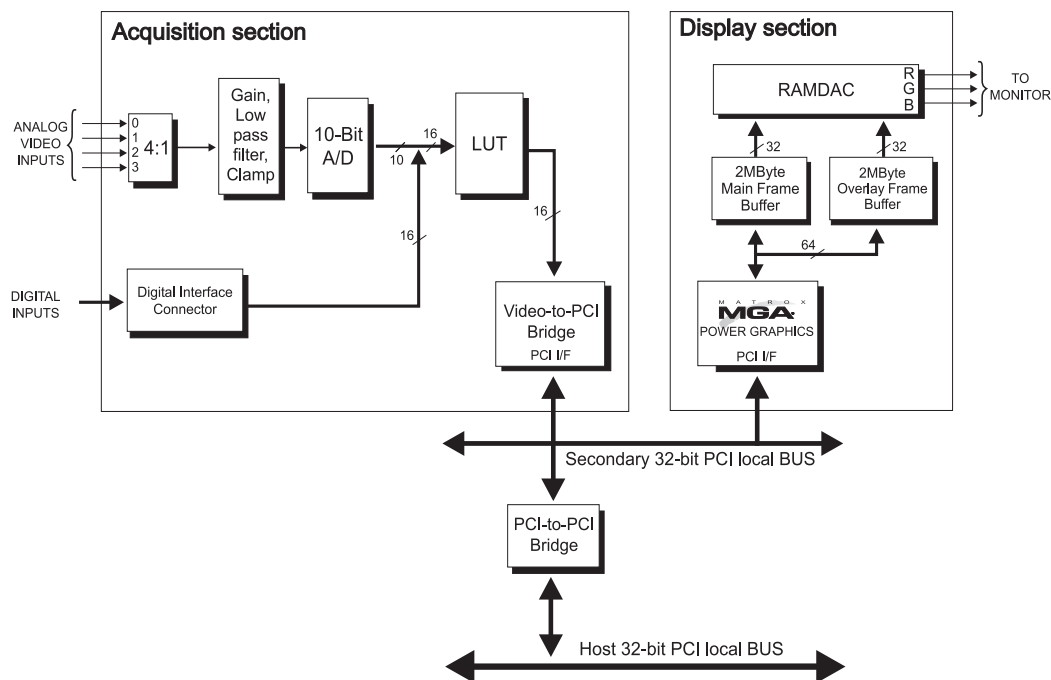 Acquisition section
ANALOG
VIDEO
INPUTS
0
1
2
3
4:1
Gain,
Low
pass
filter,
Clamp
10-Bit
A/D
10
16
LUT
16
16
DIGITAL
INPUTS
Digital Interface
Connector
Video-to-PCI
Bridge
PCI I/F
Display section
RAMDAC
R
G
B
TO
MONITOR
32
32
2MByte
Main Frame
Buffer
2MByte
Overlay Frame
Buffer
64
MATROX
MGA
POWER GRAPHICS
PCI I/F
Secondary 32-bit PCI local BUS
PCI-to-PCI
Bridge
Host 32-bit PCI local BUS